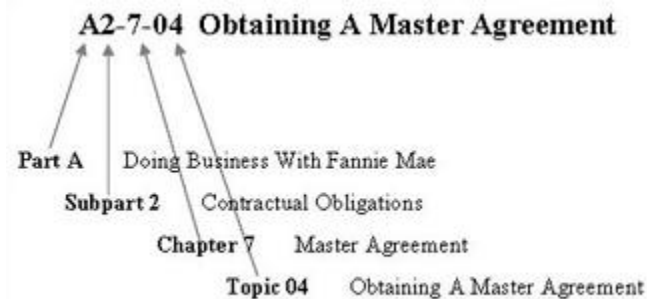 A2-7-04 Obtaining A Master Agreement
Part A Doing Business With Fannie Mae
Subpart 2 Contractual Obligations
Chapter 7 Master Agreement
Topic 04 Obtaining A Master Agreement